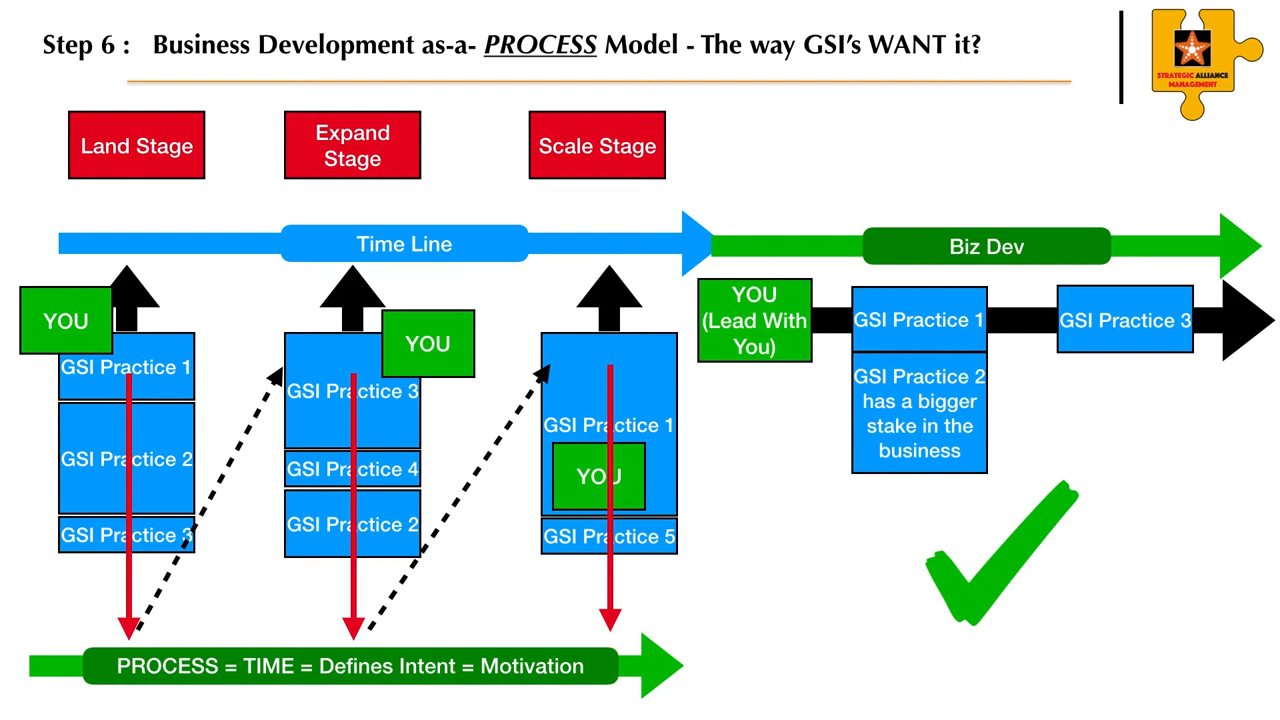 Step 6 : Business Development as-a- PROCESS Model - The way GSI's WANT it?
STRATEGIC ALLIANCE
MANAGEMENT
Land Stage
Expand
Stage
Scale Stage
Time Line
Biz Dev
YOU
GSI Practice 1
GSI Practice 2
GSI Practice 3
YOU
GSI Practice 3
GSI Practice 4
GSI Practice 2
GSI Practice 1
YOU
GSI Practice 5
YOU
(Lead With
You)
GSI Practice 1
GSI Practice 2
has a bigger
stake in the
business
GSI Practice 3
PROCESS = TIME = Defines Intent = Motivation